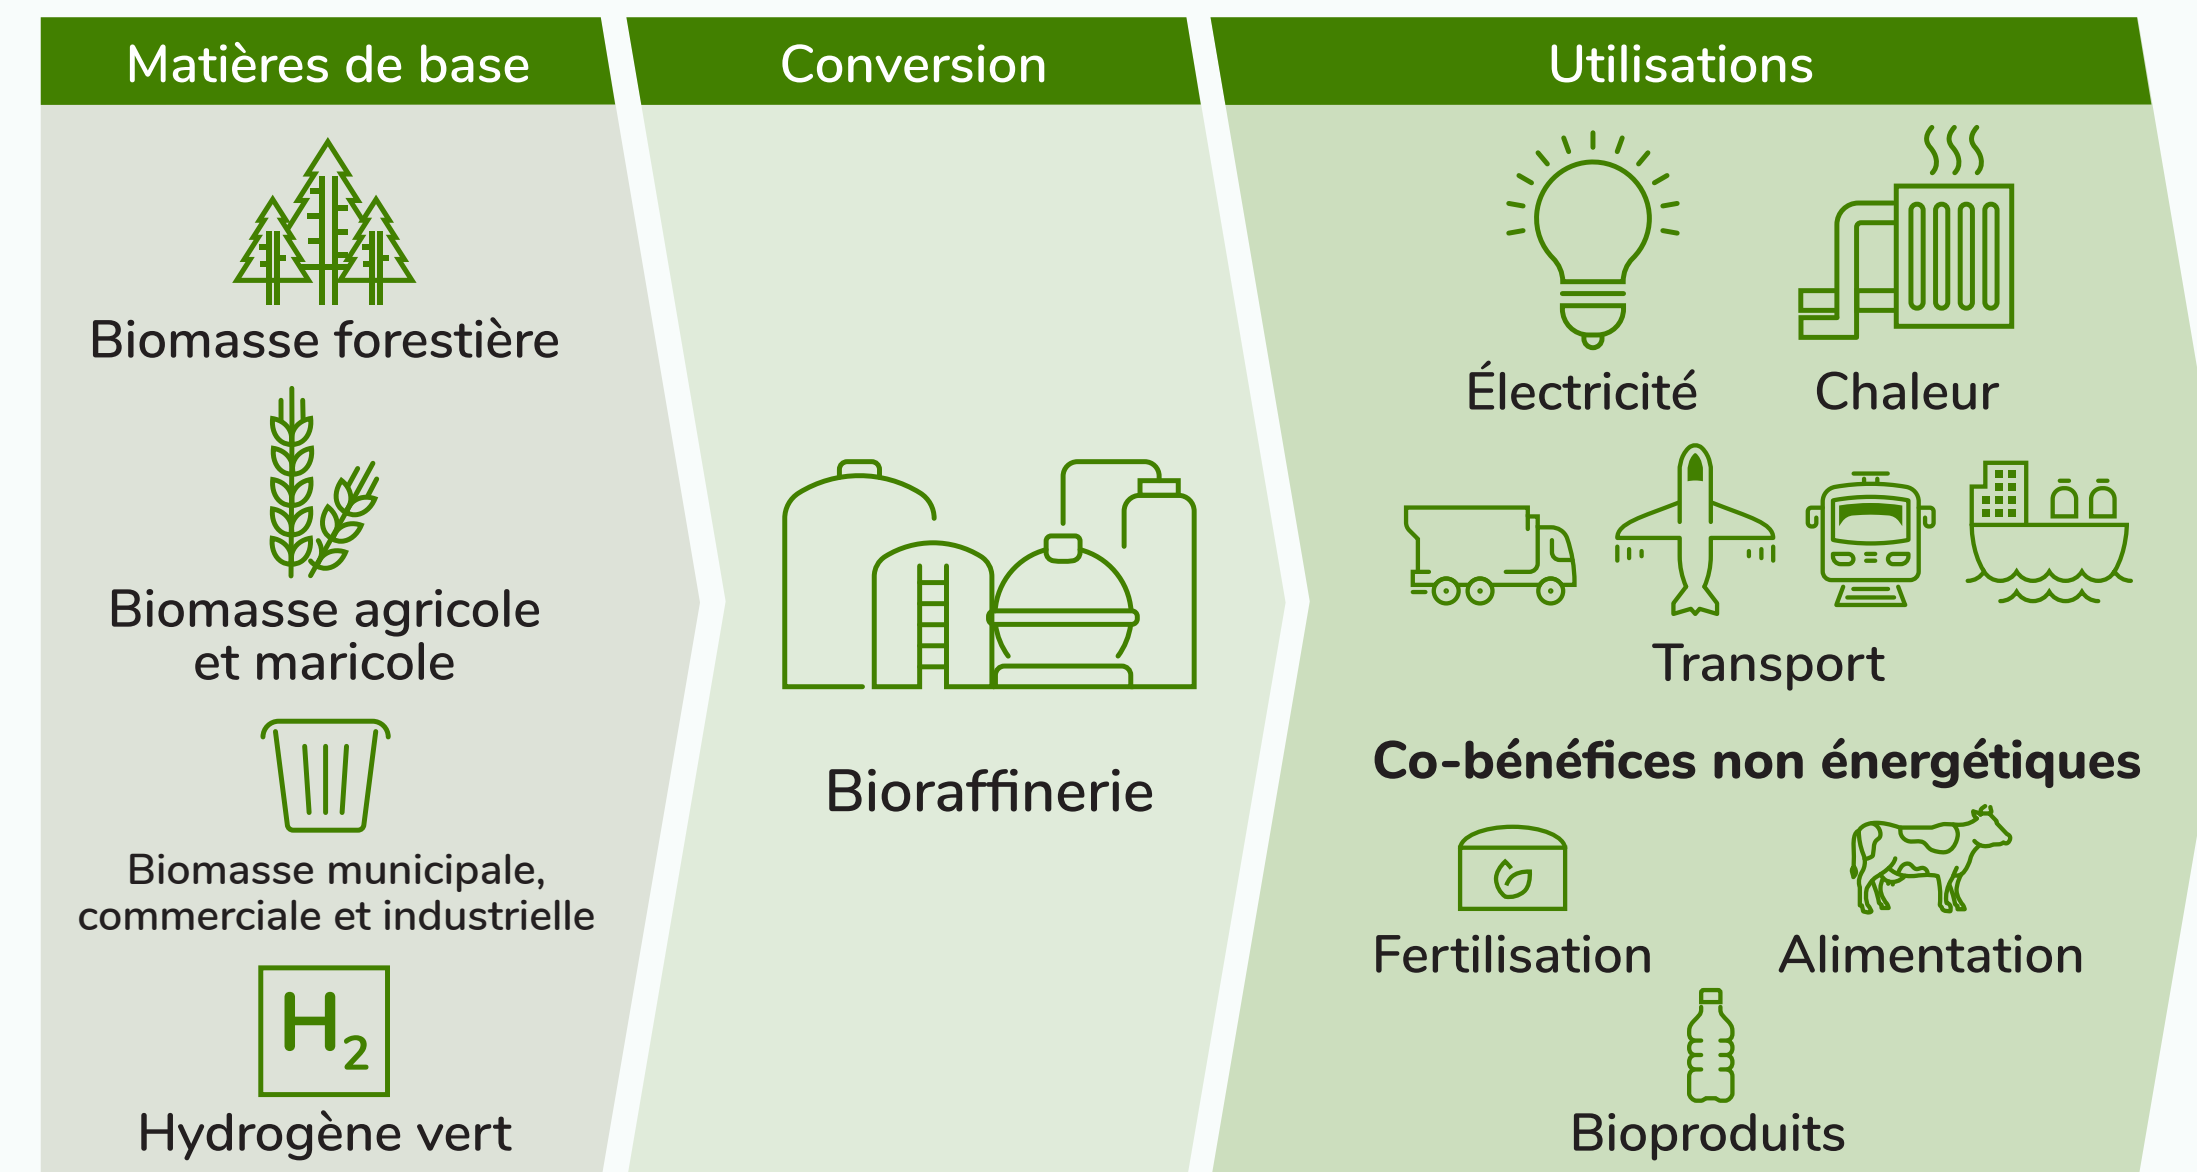 Matières de base
Biomasse forestière
Biomasse agricole
et maricole
Biomasse municipale,
commerciale et industrielle
H2
Hydrogène vert
Conversion
Bioraffinerie
Utilisations
Électricité
Chaleur
Transport
Co-bénéfices non énergétiques
Fertilisation
Alimentation
Bioproduits